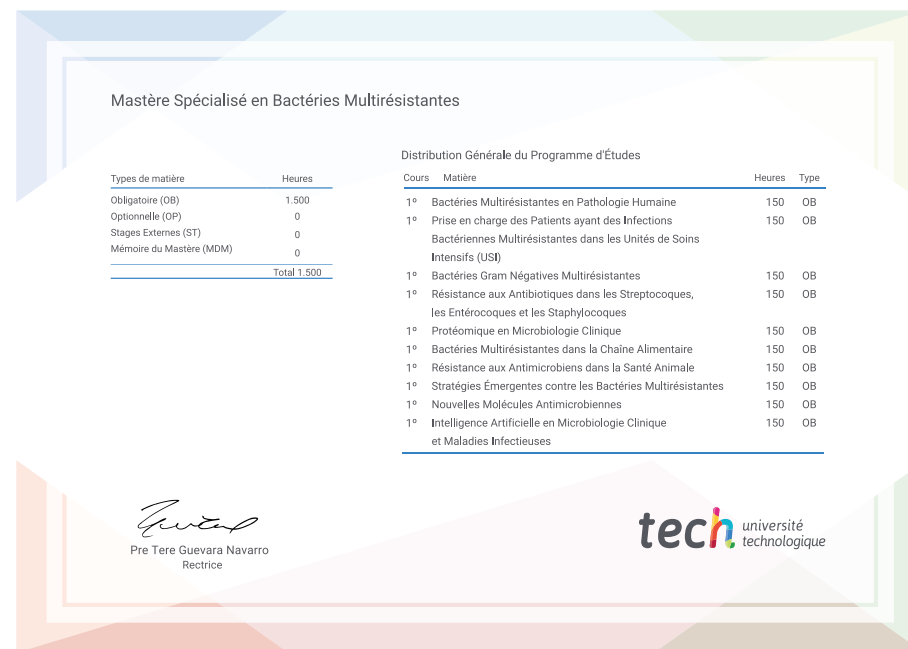 Mastère Spécialisé en Bactéries Multirésistantes
Types de matière Heures
Obligatoire (OB) 1.500
Optionnelle (OP) 0
Stages Externes (ST) 0
Mémoire du Mastère (MDM) 0
Total 1.500
Distribution Générale du Programme d'Études
Cours Matière Heures Type
1º Bactéries Multirésistantes en Pathologie Humaine 150 OB
1º Prise en charge des Patients ayant des Infections 150 OB
Bactériennes Multirésistantes dans les Unités de Soins
Intensifs (USI)
1º Bactéries Gram Négatives Multirésistantes 150 OB
1º Résistance aux Antibiotiques dans les Streptocoques, 150 OB
les Entérocoques et les Staphylocoques
1º Protéomique en Microbiologie Clinique 150 OB
1º Bactéries Multirésistantes dans la Chaîne Alimentaire 150 OB
1º Résistance aux Antimicrobiens dans la Santé Animale 150 OB
1º Stratégies Émergentes contre les Bactéries Multirésistantes 150 OB
1º Nouvelles Molécules Antimicrobiennes 150 OB
1º Intelligence Artificielle en Microbiologie Clinique 150 OB
et Maladies Infectieuses
Pre Tere Guevara Navarro
Rectrice
tech université
technologique